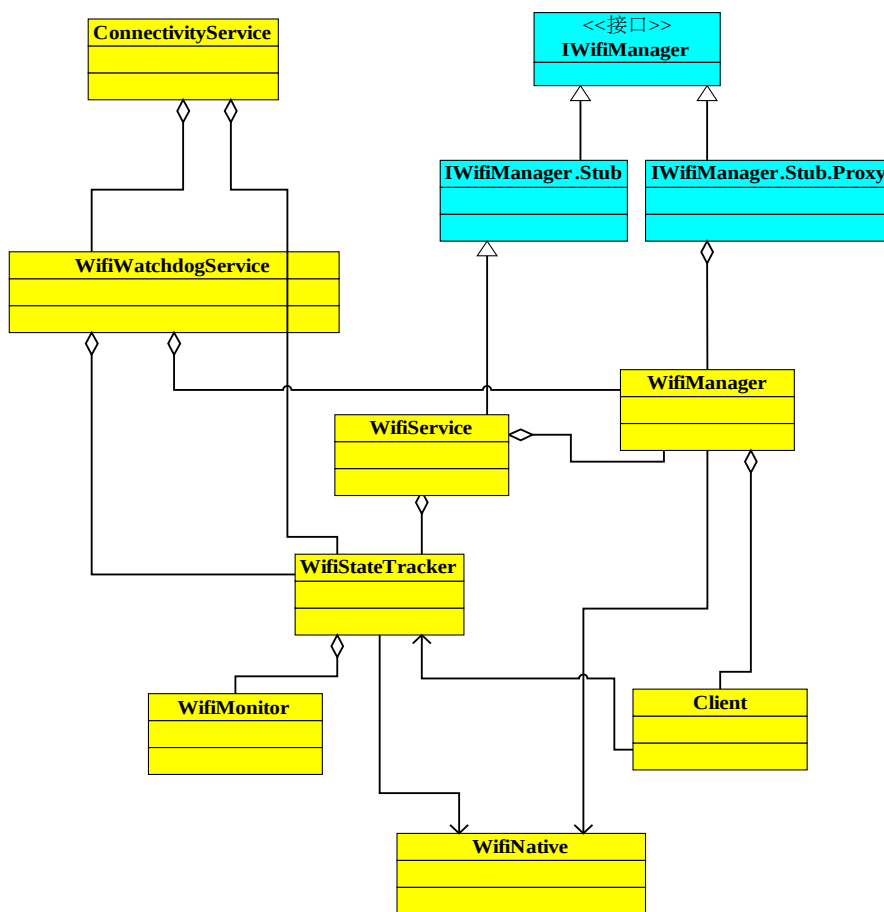 ConnectivityService
<<接口>>
IWifiManager
IWifiManager.Stub
IWifiManager.Stub.Proxy
WifiWatchdogService
WifiManager
WifiService
WifiStateTracker
WifiMonitor
Client
WifiNative